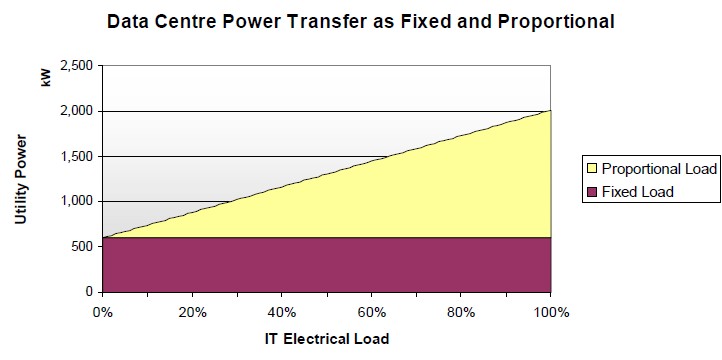 Data Centre Power Transfer as Fixed and Proportional
kW
2,500
2,000
1,500
1,000
500
0
Utility Power
0%
20%
40%
60%
80%
100%
IT Electrical Load
Proportional Load
Fixed Load